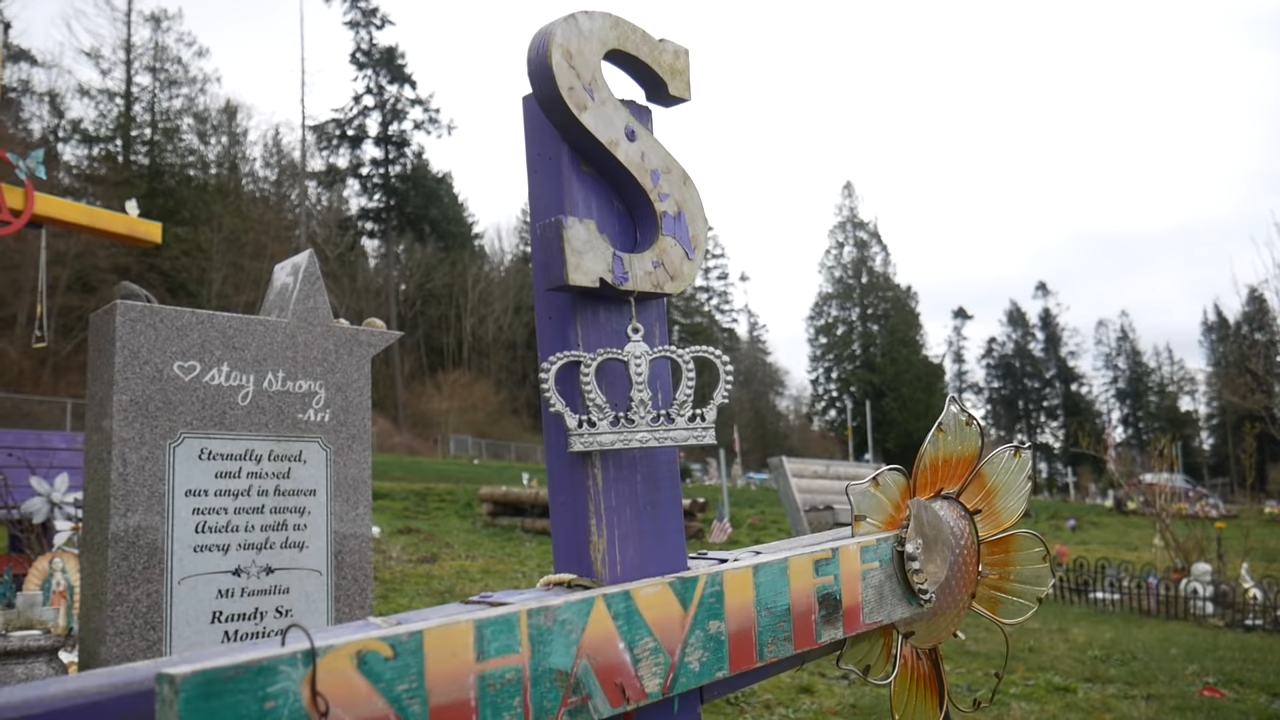 S
stay strong
-Ari
Eternally loved,
and missed
our angel in heaven
never went away,
Ariela is with us
every single day.
Mi Familia
Randy Sr.
Monica
SHAYLEE